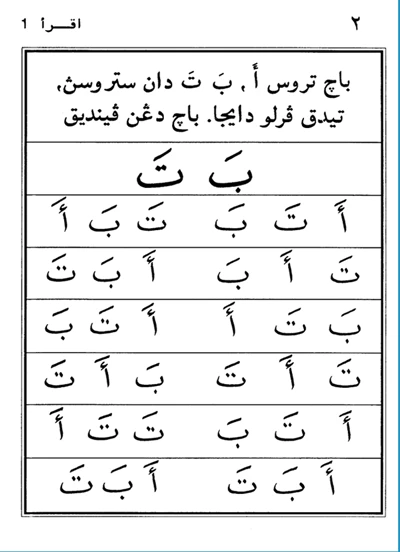 ٢ اقرأ 1
باچ تروس أَ , بَ تَ دان ستروسڽ,
تيدق ڤرلو دايجا. باچ دڠن ڤينديق
بَ تَ
أَ تَ بَ تَ بَ أَ
تَ أَ بَ أَ بَ تَ
بَ تَ أَ أَ تَ بَ
تَ أَ تَ بَ أَ تَ
أَ تَ بَ تَ تَ أَ
أَ بَ تَ أَ بَ تَ